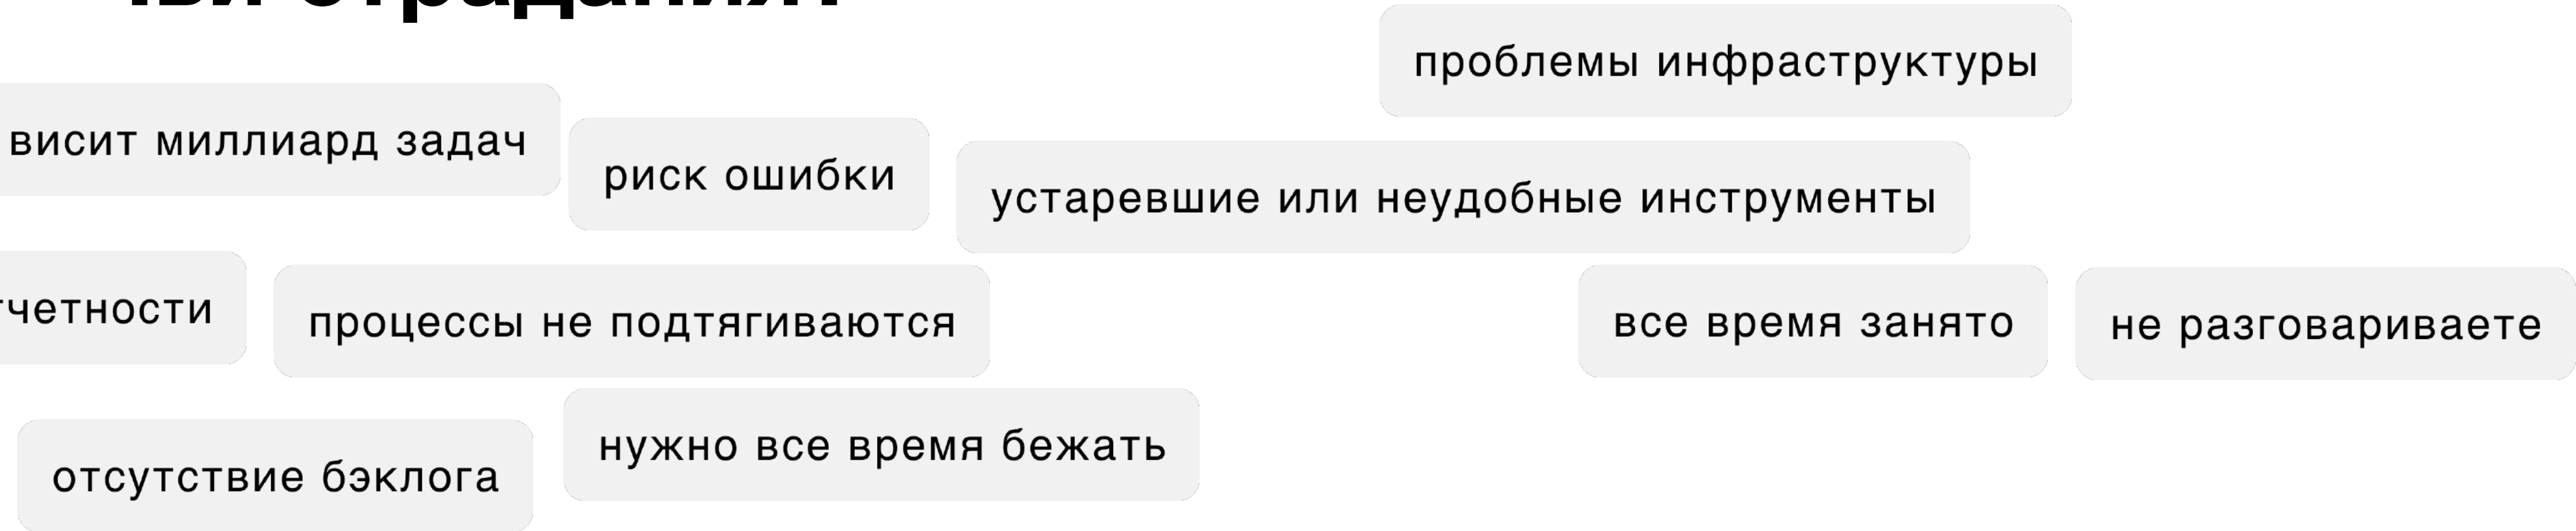 страдания?
проблемы инфраструктуры
висит миллиард задач
риск ошибки
устаревшие или неудобные инструменты
процессы не подтягиваются
все время занято
не разговариваете
нужно все время бежать
отсутствие бэклога